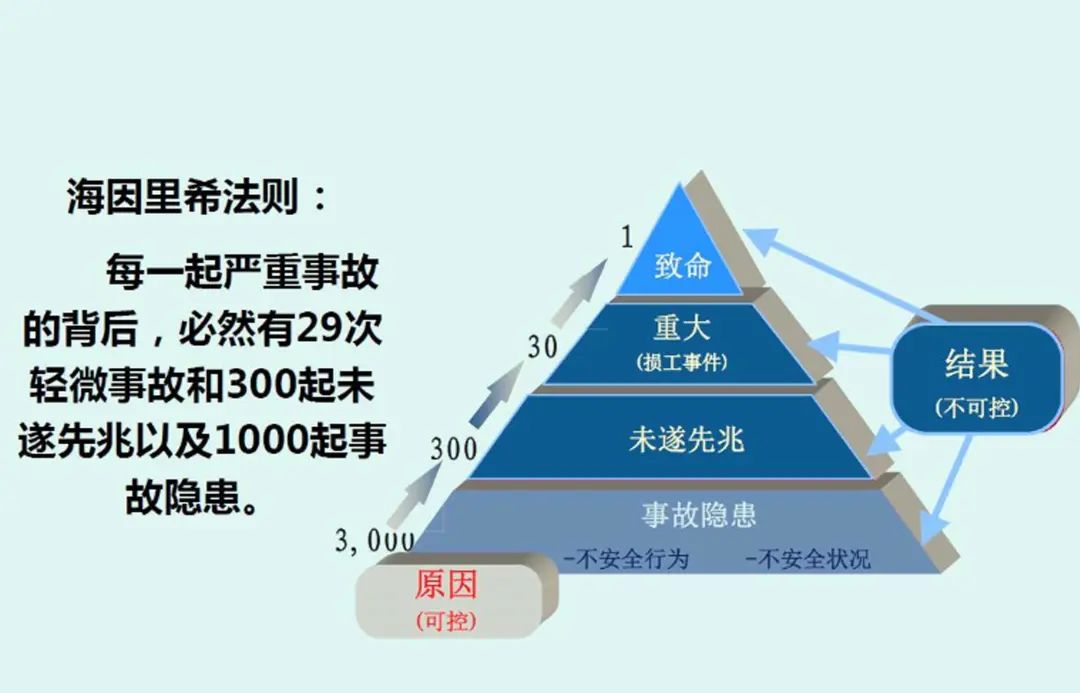 海因里希法则：
每一起严重事故
的背后，必然有29次
轻微事故和300起未
遂先兆以及1000起事
故隐患。
1
致命
30
重大
(损工事件)
300
未遂先兆
3,000
事故隐患
-不安全行为
-不安全状况
原因
(可控)
结果
(不可控)